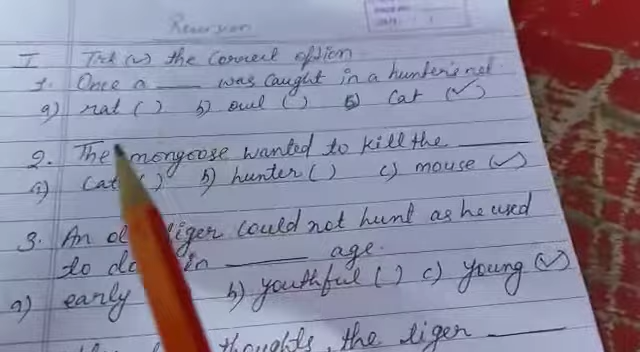 Revision
I Tick (✓) the correct option
1. Once a ____ was caught in a hunter's net
a) rat ( ) b) owl ( ) c) cat (✓)
2. The mongoose wanted to kill the ____
a) Cat ( ) b) hunter ( ) c) mouse (✓)
3. An old tiger could not hunt as he used
to do in ____ age.
a) early b) youthful ( ) c) young (✓)
thoughts, the tiger ____